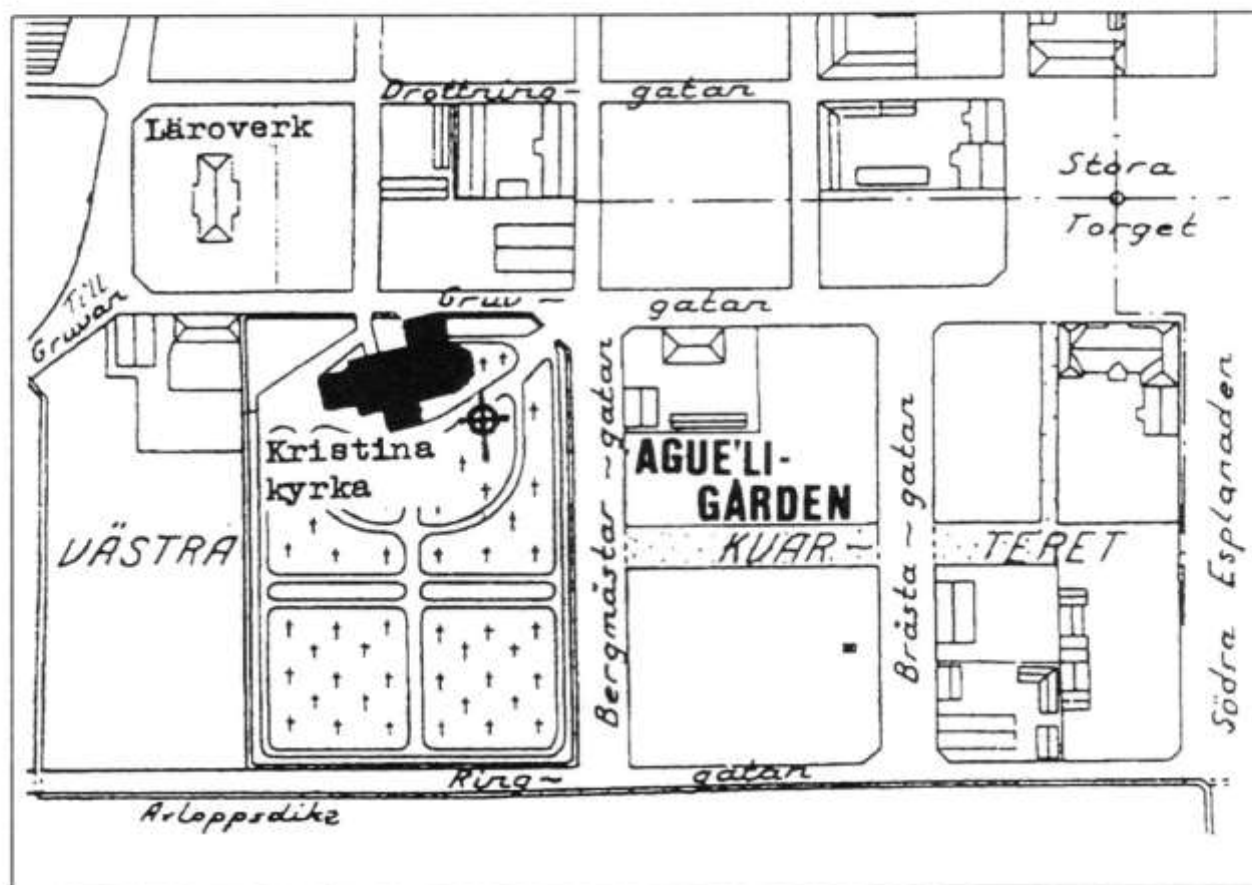 Drottning- gatan
Läroverk
Stora
Torget
Till
Gruvan
Gruv- gatan
Kristina
kyrka
AGUE'LI-
GÅRDEN
VÄSTRA KVAR- TERET
Bergmästar-gatan
Bråsta-gatan
Södra Esplanaden
Ring- gatan
Avloppsdike